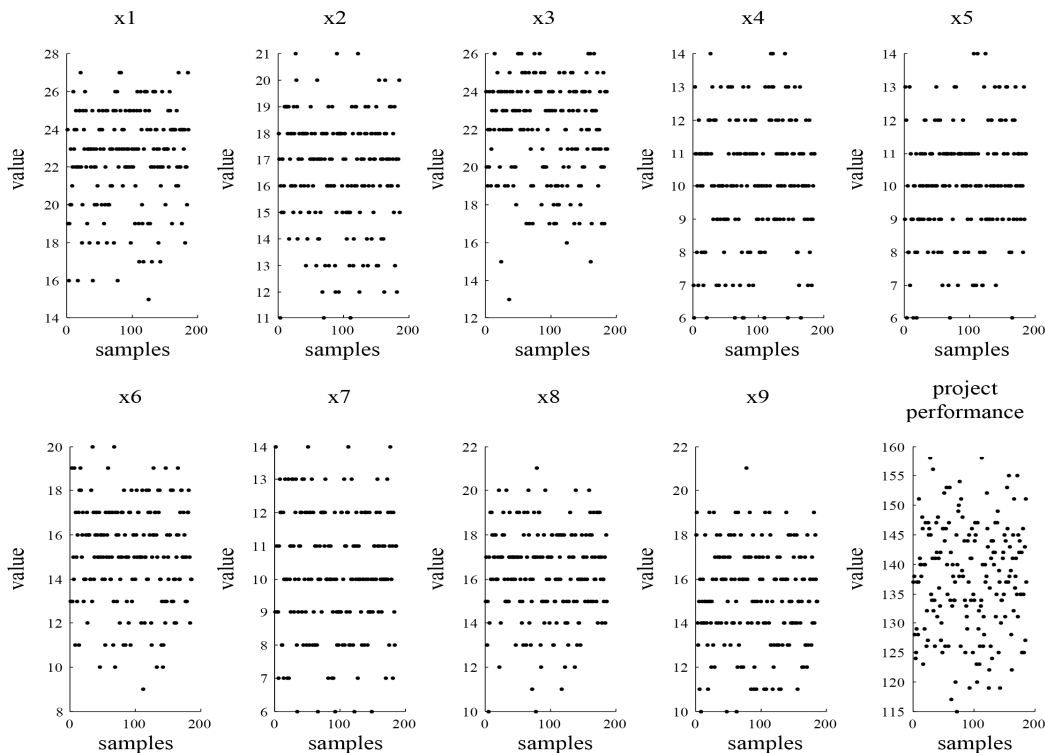 x1 x2 x3 x4 x5
28 21 26 14 14
26 20 24 13 13
24 19 22 12 12
22 18 20 11 11
20 17 18 10 10
18 16 16 9 9
16 15 14 8 8
14 14 12 7 7
13 6 6
12
11
value value value value value
0 100 200 0 100 200 0 100 200 0 100 200 0 100 200
samples samples samples samples samples
x6 x7 x8 x9 project
performance
20 14 22 22 160
18 13 20 20 155
16 12 18 18 150
14 11 16 16 145
12 10 14 14 140
10 9 12 12 135
8 8 10 10 130
7 125
6 120
115
value value value value value
0 100 200 0 100 200 0 100 200 0 100 200 0 100 200
samples samples samples samples samples